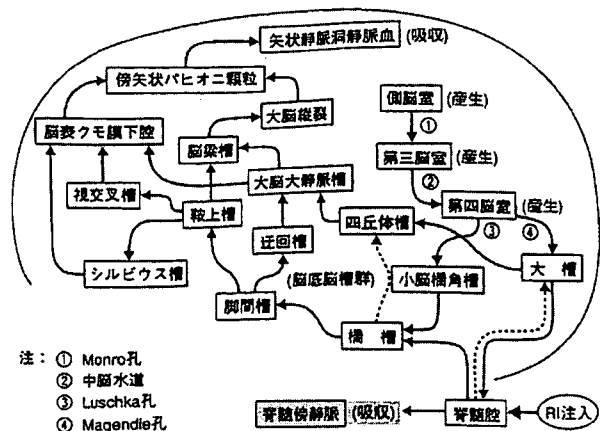 矢状静脈洞静脈血 (吸収)
傍矢状パヒオニ顆粒
側脳室 (産生)
大脳縦裂
①
脳表クモ膜下腔
脳梁槽
第三脳室 (産生)
②
大脳大静脈槽
視交叉槽
鞍上槽
四丘体槽
第四脳室 (産生)
③ ④
迂回槽
シルビウス槽
(脳底脳槽群)
小脳橋角槽
大 槽
脚間槽
橋 槽
注: ① Monro孔
② 中脳水道
③ Luschka孔
④ Magendie孔
脊髄傍静脈 (吸収)
脊髄腔
RI注入